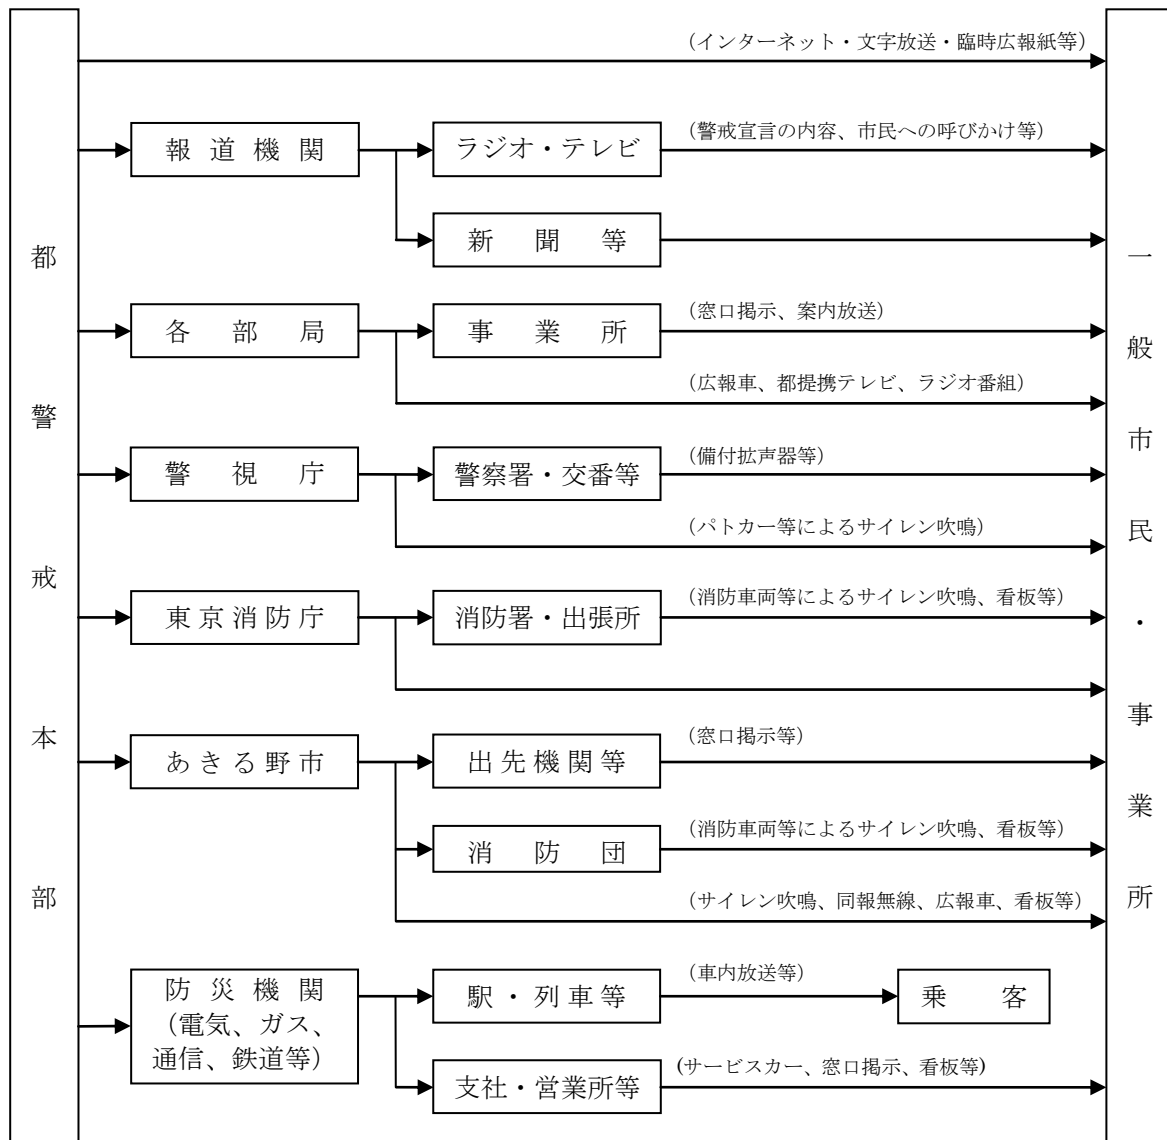 都警戒本部
(インターネット・文字放送・臨時広報紙等)
報道機関
ラジオ・テレビ
(警戒宣言の内容、市民への呼びかけ等)
新聞等
各部局
事業所
(窓口掲示、案内放送)
(広報車、都提携テレビ、ラジオ番組)
警視庁
警察署・交番等
(備付拡声器等)
(パトカー等によるサイレン吹鳴)
東京消防庁
消防署・出張所
(消防車両等によるサイレン吹鳴、看板等)
あきる野市
出先機関等
(窓口掲示等)
消防団
(消防車両等によるサイレン吹鳴、看板等)
(サイレン吹鳴、同報無線、広報車、看板等)
防災機関
(電気、ガス、
通信、鉄道等)
駅・列車等
(車内放送等)
乗客
支社・営業所等
(サービスカー、窓口掲示、看板等)
一般市民・事業所